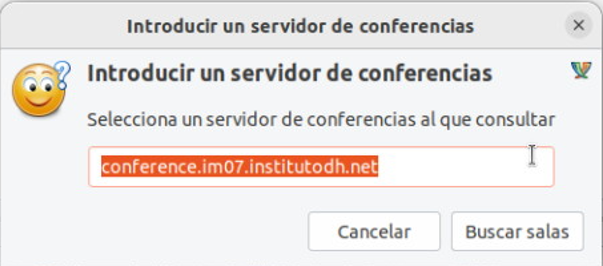 Introducir un servidor de conferencias
Introducir un servidor de conferencias
Selecciona un servidor de conferencias al que consultar
conference.im07.institutodh.net
Cancelar Buscar salas